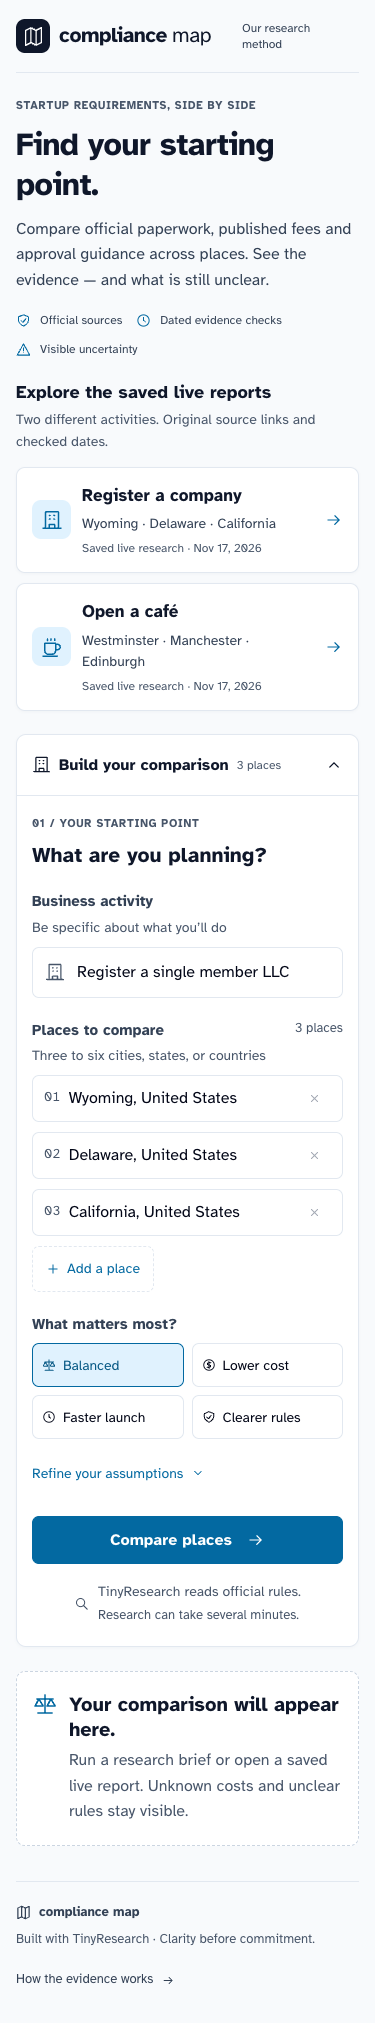 compliance map
Our research
method
STARTUP REQUIREMENTS, SIDE BY SIDE
Find your starting
point.
Compare official paperwork, published fees and
approval guidance across places. See the
evidence — and what is still unclear.
Official sources
Dated evidence checks
Visible uncertainty
Explore the saved live reports
Two different activities. Original source links and
checked dates.
Register a company
Wyoming · Delaware · California
Saved live research · Nov 17, 2026
Open a café
Westminster · Manchester ·
Edinburgh
Saved live research · Nov 17, 2026
Build your comparison 3 places
01 / YOUR STARTING POINT
What are you planning?
Business activity
Be specific about what you’ll do
Register a single member LLC
Places to compare 3 places
Three to six cities, states, or countries
01 Wyoming, United States ×
02 Delaware, United States ×
03 California, United States ×
+ Add a place
What matters most?
Balanced
Lower cost
Faster launch
Clearer rules
Refine your assumptions
Compare places →
TinyResearch reads official rules.
Research can take several minutes.
Your comparison will appear
here.
Run a research brief or open a saved
live report. Unknown costs and unclear
rules stay visible.
compliance map
Built with TinyResearch · Clarity before commitment.
How the evidence works →